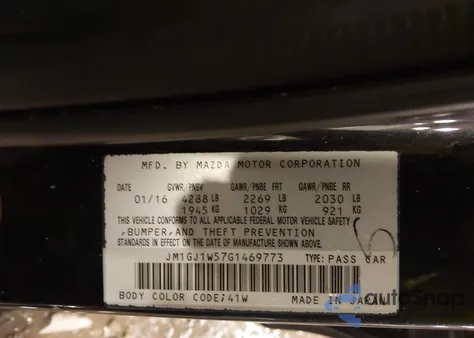 MFD. BY MAZDA MOTOR CORPORATION
DATE GVWR/PNBV GAWR/PNBE FRT GAWR/PNBE RR
01/16 4288 LB 2269 LB 2030 LB
1945 KG 1029 KG 921 KG
THIS VEHICLE CONFORMS TO ALL APPLICABLE FEDERAL MOTOR VEHICLE SAFETY
,BUMPER,AND THEFT PREVENTION
STANDARDS IN EFFECT ON THE DATE OF MANUFACTURE SHOWN ABOVE.
JM1GJ1W57G1469773 TYPE: PASS CAR
BODY COLOR CODE;41W MADE IN JAPAN
autosnap